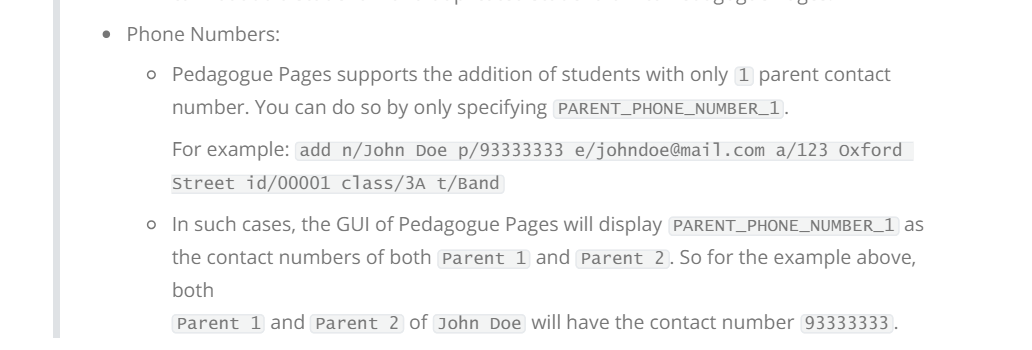 Phone Numbers:
Pedagogue Pages supports the addition of students with only 1 parent contact
number. You can do so by only specifying PARENT_PHONE_NUMBER_1.
For example: add n/John Doe p/93333333 e/johndoe@mail.com a/123 Oxford
Street id/00001 class/3A t/Band
In such cases, the GUI of Pedagogue Pages will display PARENT_PHONE_NUMBER_1 as
the contact numbers of both Parent 1 and Parent 2. So for the example above,
both
Parent 1 and Parent 2 of John Doe will have the contact number 93333333.